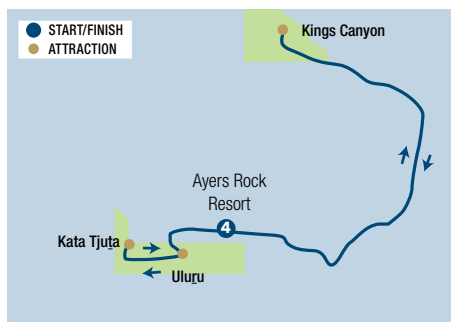 START/FINISH
ATTRACTION
Kings Canyon
Ayers Rock
Resort
4
Kata Tjuṯa
Uluṟu